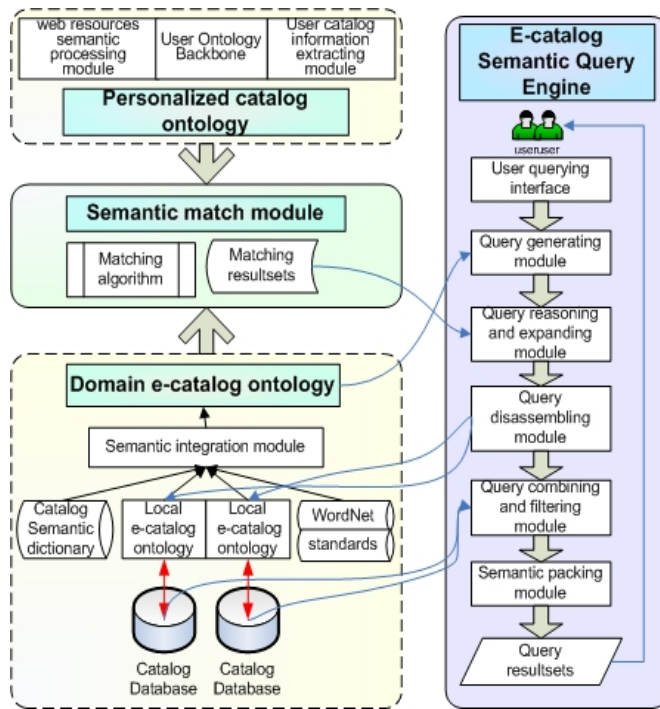 web resources
semantic
processing
module
User Ontology
Backbone
User catalog
information
extracting
module
Personalized catalog
ontology
Semantic match module
Matching
algorithm
Matching
resultsets
Domain e-catalog ontology
Semantic integration module
Catalog
Semantic
dictionary
Local
e-catalog
ontology
Local
e-catalog
ontology
WordNet
standards
Catalog
Database
Catalog
Database
E-catalog
Semantic Query
Engine
useruser
User querying
interface
Query generating
module
Query reasoning
and expanding
module
Query
disassembling
module
Query combining
and filtering
module
Semantic packing
module
Query
resultsets